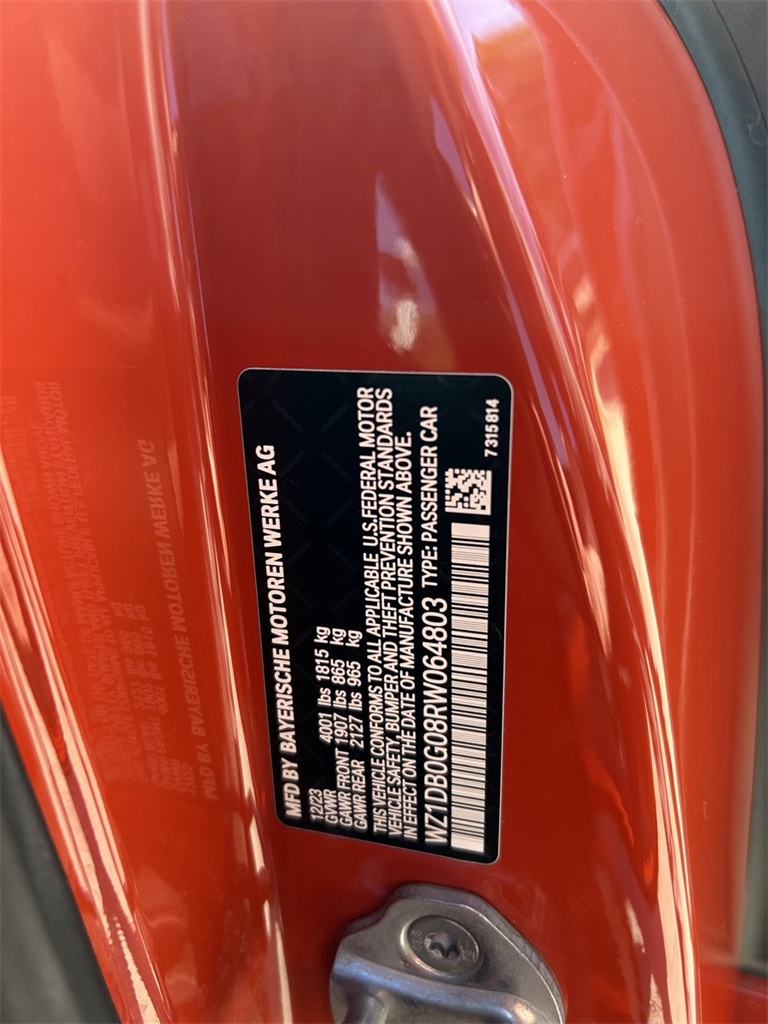 MFD BY BAYERISCHE MOTOREN WERKE AG
12/23
GVWR 4001 lbs 1815 kg
GAWR FRONT 1907 lbs 865 kg
GAWR REAR 2127 lbs 965 kg
THIS VEHICLE CONFORMS TO ALL APPLICABLE U.S.FEDERAL MOTOR
VEHICLE SAFETY, BUMPER AND THEFT PREVENTION STANDARDS
IN EFFECT ON THE DATE OF MANUFACTURE SHOWN ABOVE.
WZ1DB0G08RW064803 TYPE: PASSENGER CAR
7 315 814